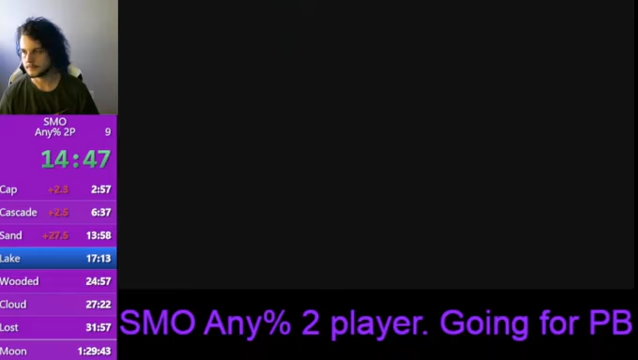 SMO
Any% 2P 9
14:47
Cap +2.3 2:57
Cascade +2.5 6:37
Sand +27.5 13:58
Lake 17:13
Wooded 24:57
Cloud 27:22
Lost 31:57
Moon 1:29:43
SMO Any% 2 player. Going for PB